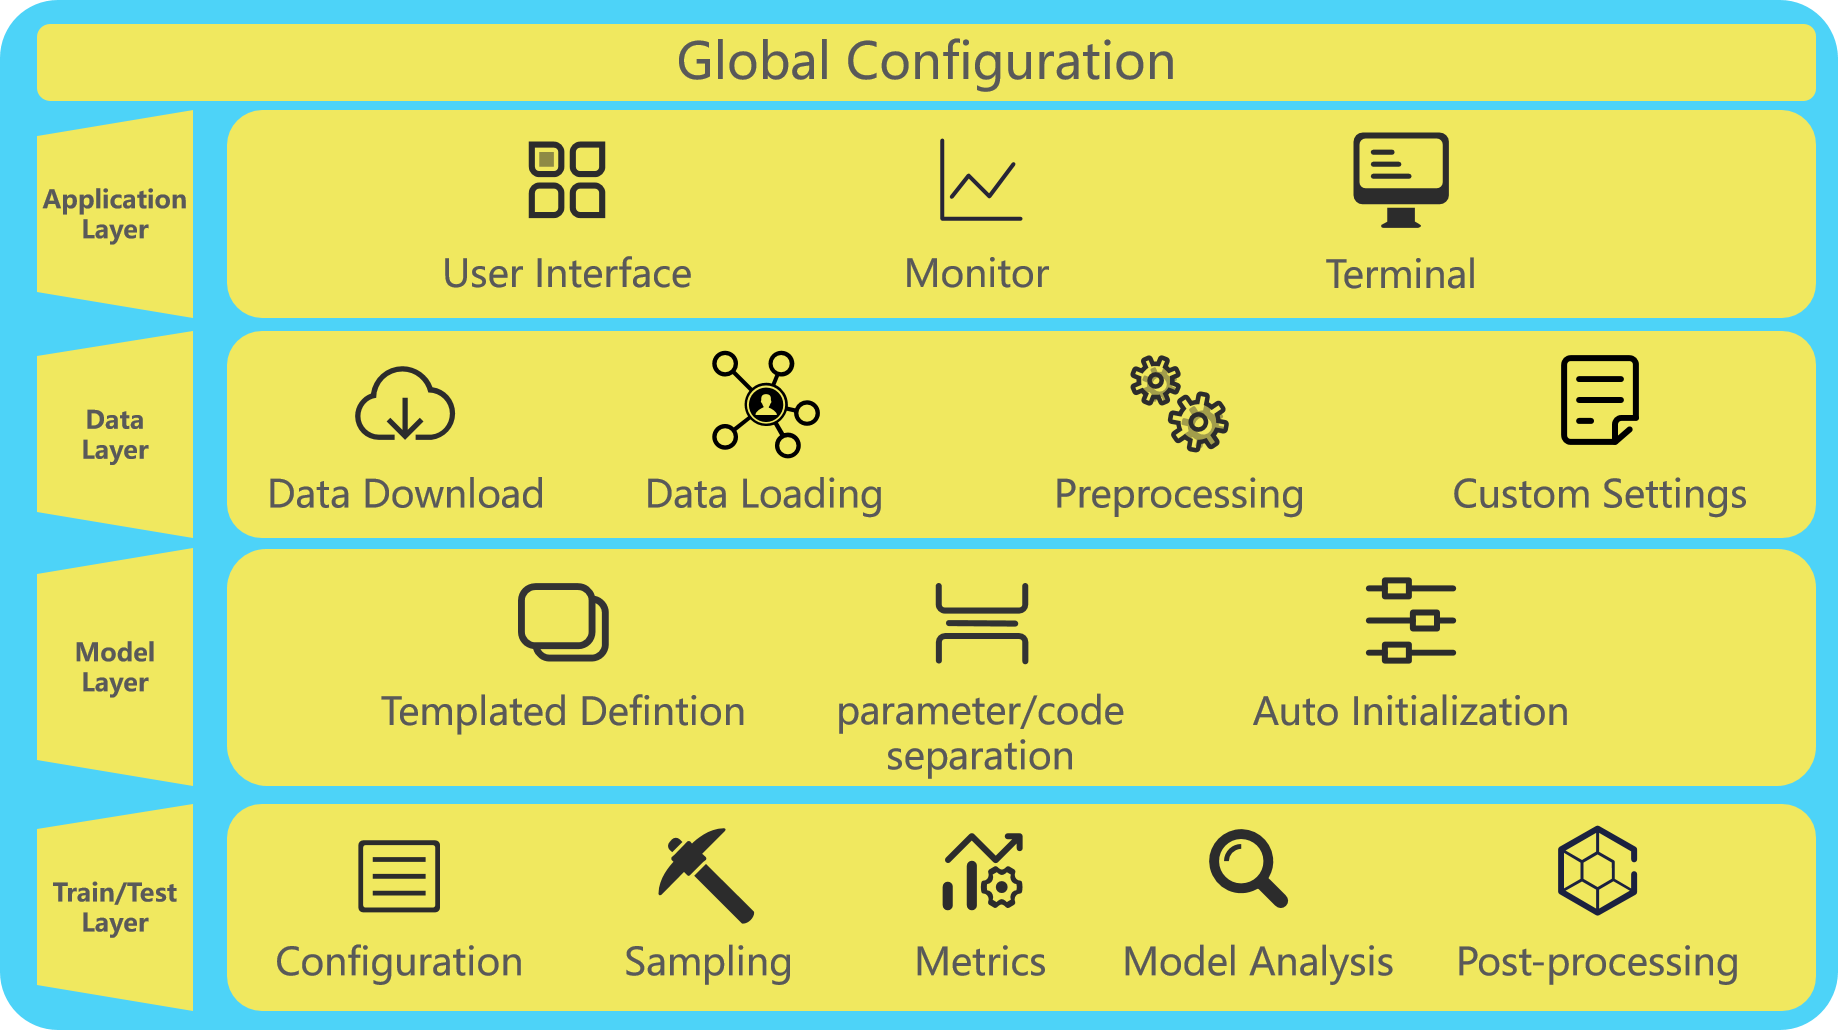 Global Configuration
Application
Layer
User Interface
Monitor
Terminal
Data
Layer
Data Download
Data Loading
Preprocessing
Custom Settings
Model
Layer
Templated Defintion
parameter/code
separation
Auto Initialization
Train/Test
Layer
Configuration
Sampling
Metrics
Model Analysis
Post-processing